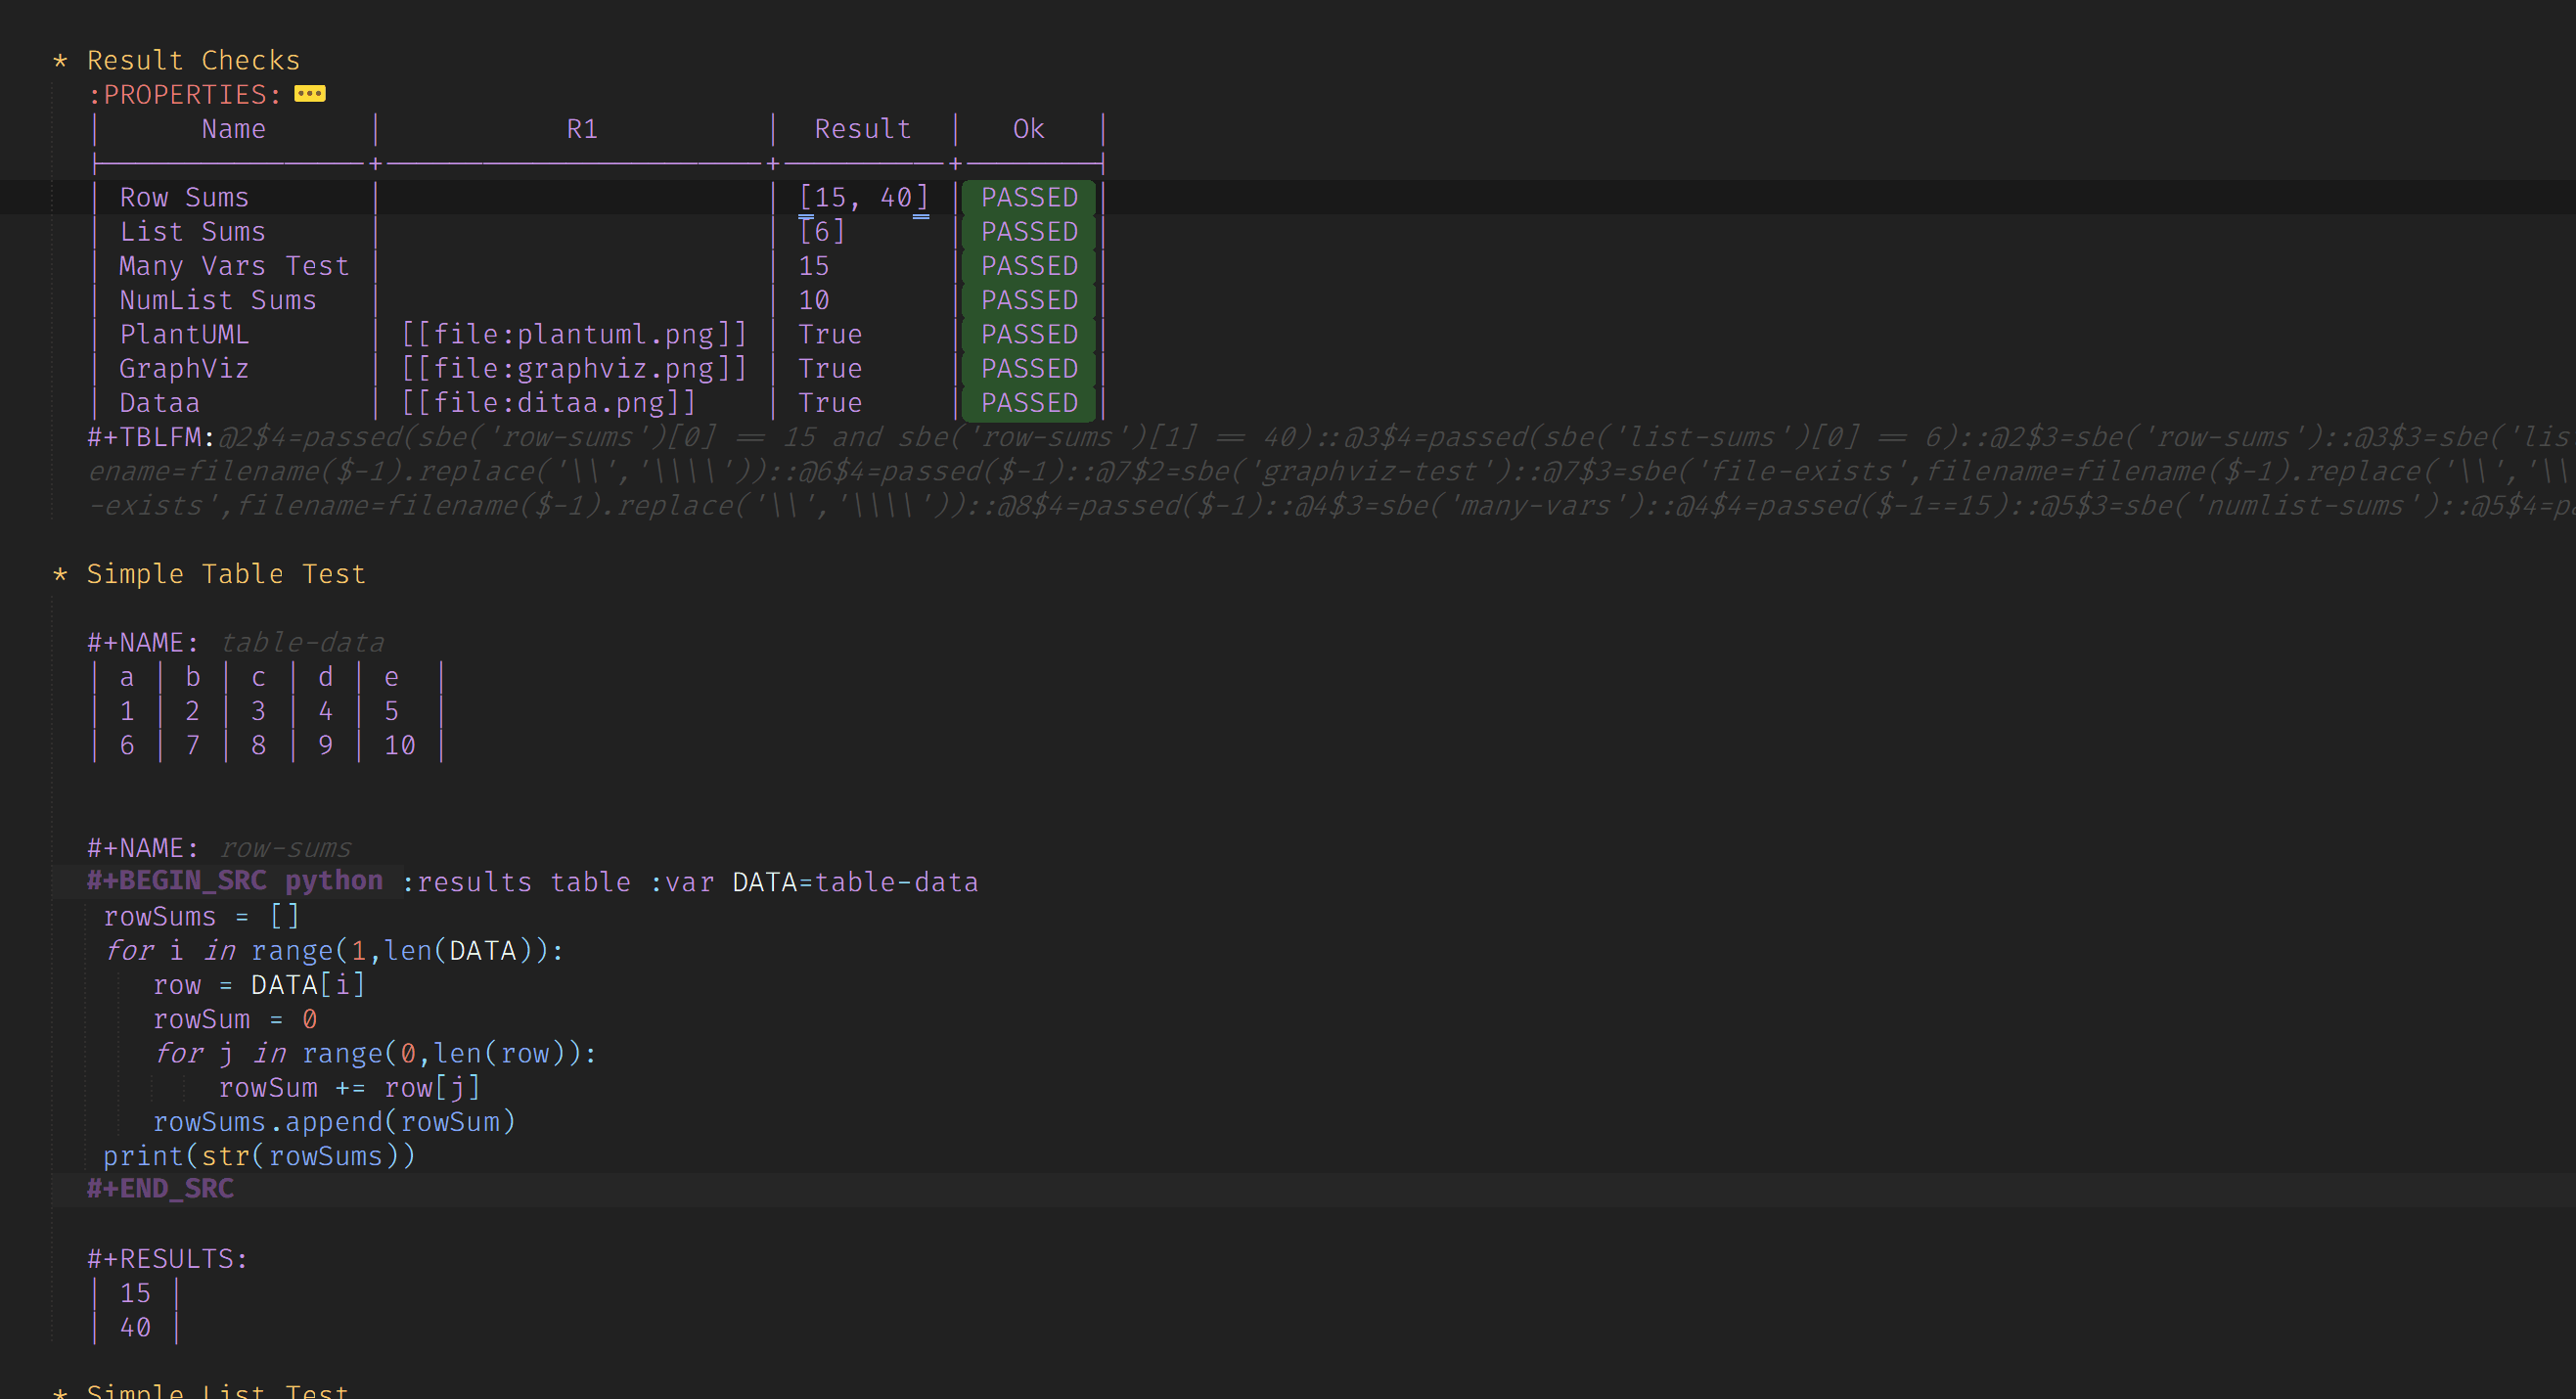 * Result Checks
:PROPERTIES: ...
| Name | R1 | Result | Ok |
|---+---+---+---|
| Row Sums | | [15, 40] | PASSED |
| List Sums | | [6] | PASSED |
| Many Vars Test | | 15 | PASSED |
| NumList Sums | | 10 | PASSED |
| PlantUML | [[file:plantuml.png]] | True | PASSED |
| GraphViz | [[file:graphviz.png]] | True | PASSED |
| Dataa | [[file:ditaa.png]] | True | PASSED |
#+TBLFM:@2$4=passed(sbe('row-sums')[0] == 15 and sbe('row-sums')[1] == 40)::@3$4=passed(sbe('list-sums')[0] == 6)::@2$3=sbe('row-sums')::@3$3=sbe('lis
ename=filename($-1).replace('\\','\\\\'))::@6$4=passed($-1)::@7$2=sbe('graphviz-test')::@7$3=sbe('file-exists',filename=filename($-1).replace('\\','\\
-exists',filename=filename($-1).replace('\\','\\\\'))::@8$4=passed($-1)::@4$3=sbe('many-vars')::@4$4=passed($-1==15)::@5$3=sbe('numlist-sums')::@5$4=pa
* Simple Table Test
#+NAME: table-data
| a | b | c | d | e |
| 1 | 2 | 3 | 4 | 5 |
| 6 | 7 | 8 | 9 | 10 |
#+NAME: row-sums
#+BEGIN_SRC python :results table :var DATA=table-data
rowSums = []
for i in range(1,len(DATA)):
row = DATA[i]
rowSum = 0
for j in range(0,len(row)):
rowSum += row[j]
rowSums.append(rowSum)
print(str(rowSums))
#+END_SRC
#+RESULTS:
| 15 |
| 40 |
* Simple List Test